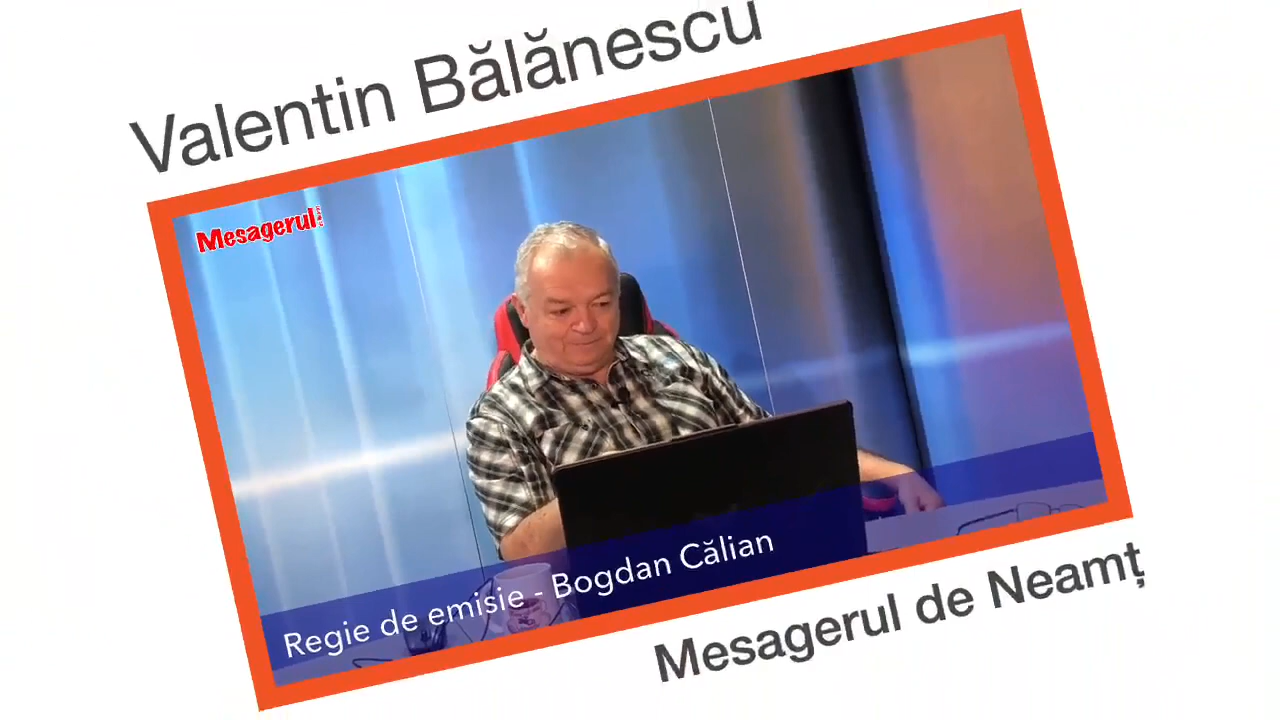 Valentin Bălănescu
Mesagerul
Regie de emisie - Bogdan Călian
Mesagerul de Neamț